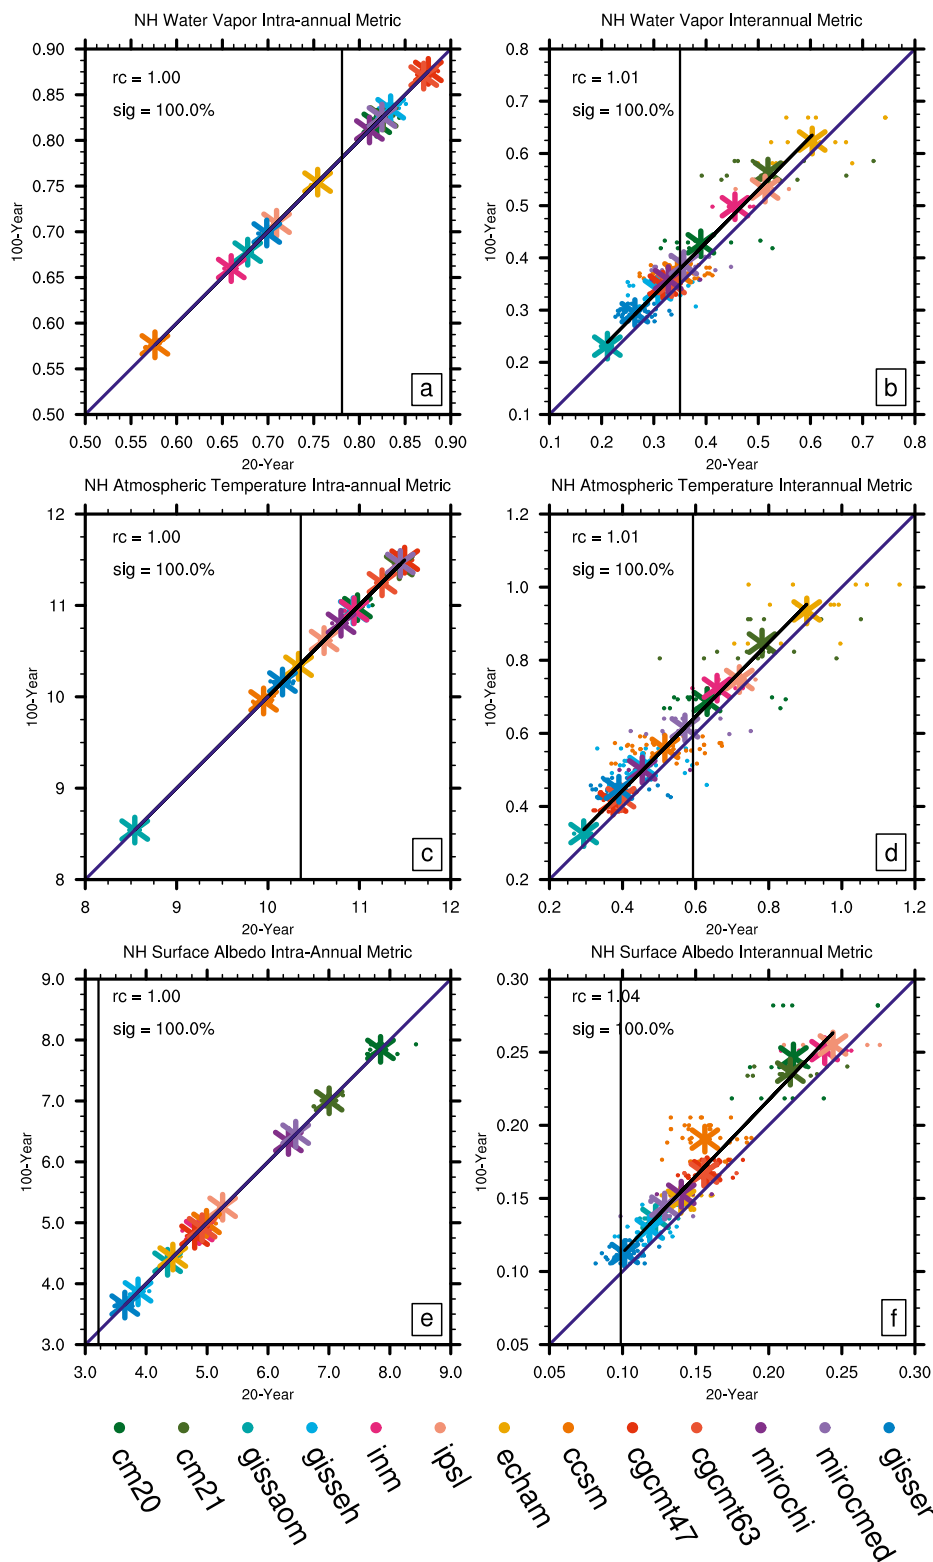 NH Water Vapor Intra-annual Metric
rc = 1.00
sig = 100.0%
100-Year
0.90
0.85
0.80
0.75
0.70
0.65
0.60
0.55
0.50
a
0.50 0.55 0.60 0.65 0.70 0.75 0.80 0.85 0.90
20-Year
NH Water Vapor Interannual Metric
rc = 1.01
sig = 100.0%
100-Year
0.8
0.7
0.6
0.5
0.4
0.3
0.2
0.1
b
0.1 0.2 0.3 0.4 0.5 0.6 0.7 0.8
20-Year
NH Atmospheric Temperature Intra-annual Metric
rc = 1.00
sig = 100.0%
100-Year
12
11
10
9
8
c
8 9 10 11 12
20-Year
NH Atmospheric Temperature Interannual Metric
rc = 1.01
sig = 100.0%
100-Year
1.2
1.0
0.8
0.6
0.4
0.2
d
0.2 0.4 0.6 0.8 1.0 1.2
20-Year
NH Surface Albedo Intra-Annual Metric
rc = 1.00
sig = 100.0%
100-Year
9.0
8.0
7.0
6.0
5.0
4.0
3.0
e
3.0 4.0 5.0 6.0 7.0 8.0 9.0
20-Year
NH Surface Albedo Interannual Metric
rc = 1.04
sig = 100.0%
100-Year
0.30
0.25
0.20
0.15
0.10
0.05
f
0.05 0.10 0.15 0.20 0.25 0.30
20-Year
cm20
cm21
gissaom
gisseh
inm
ipsl
echam
ccsm
cgcmt47
cgcmt63
mirochi
mirocmed
gisser